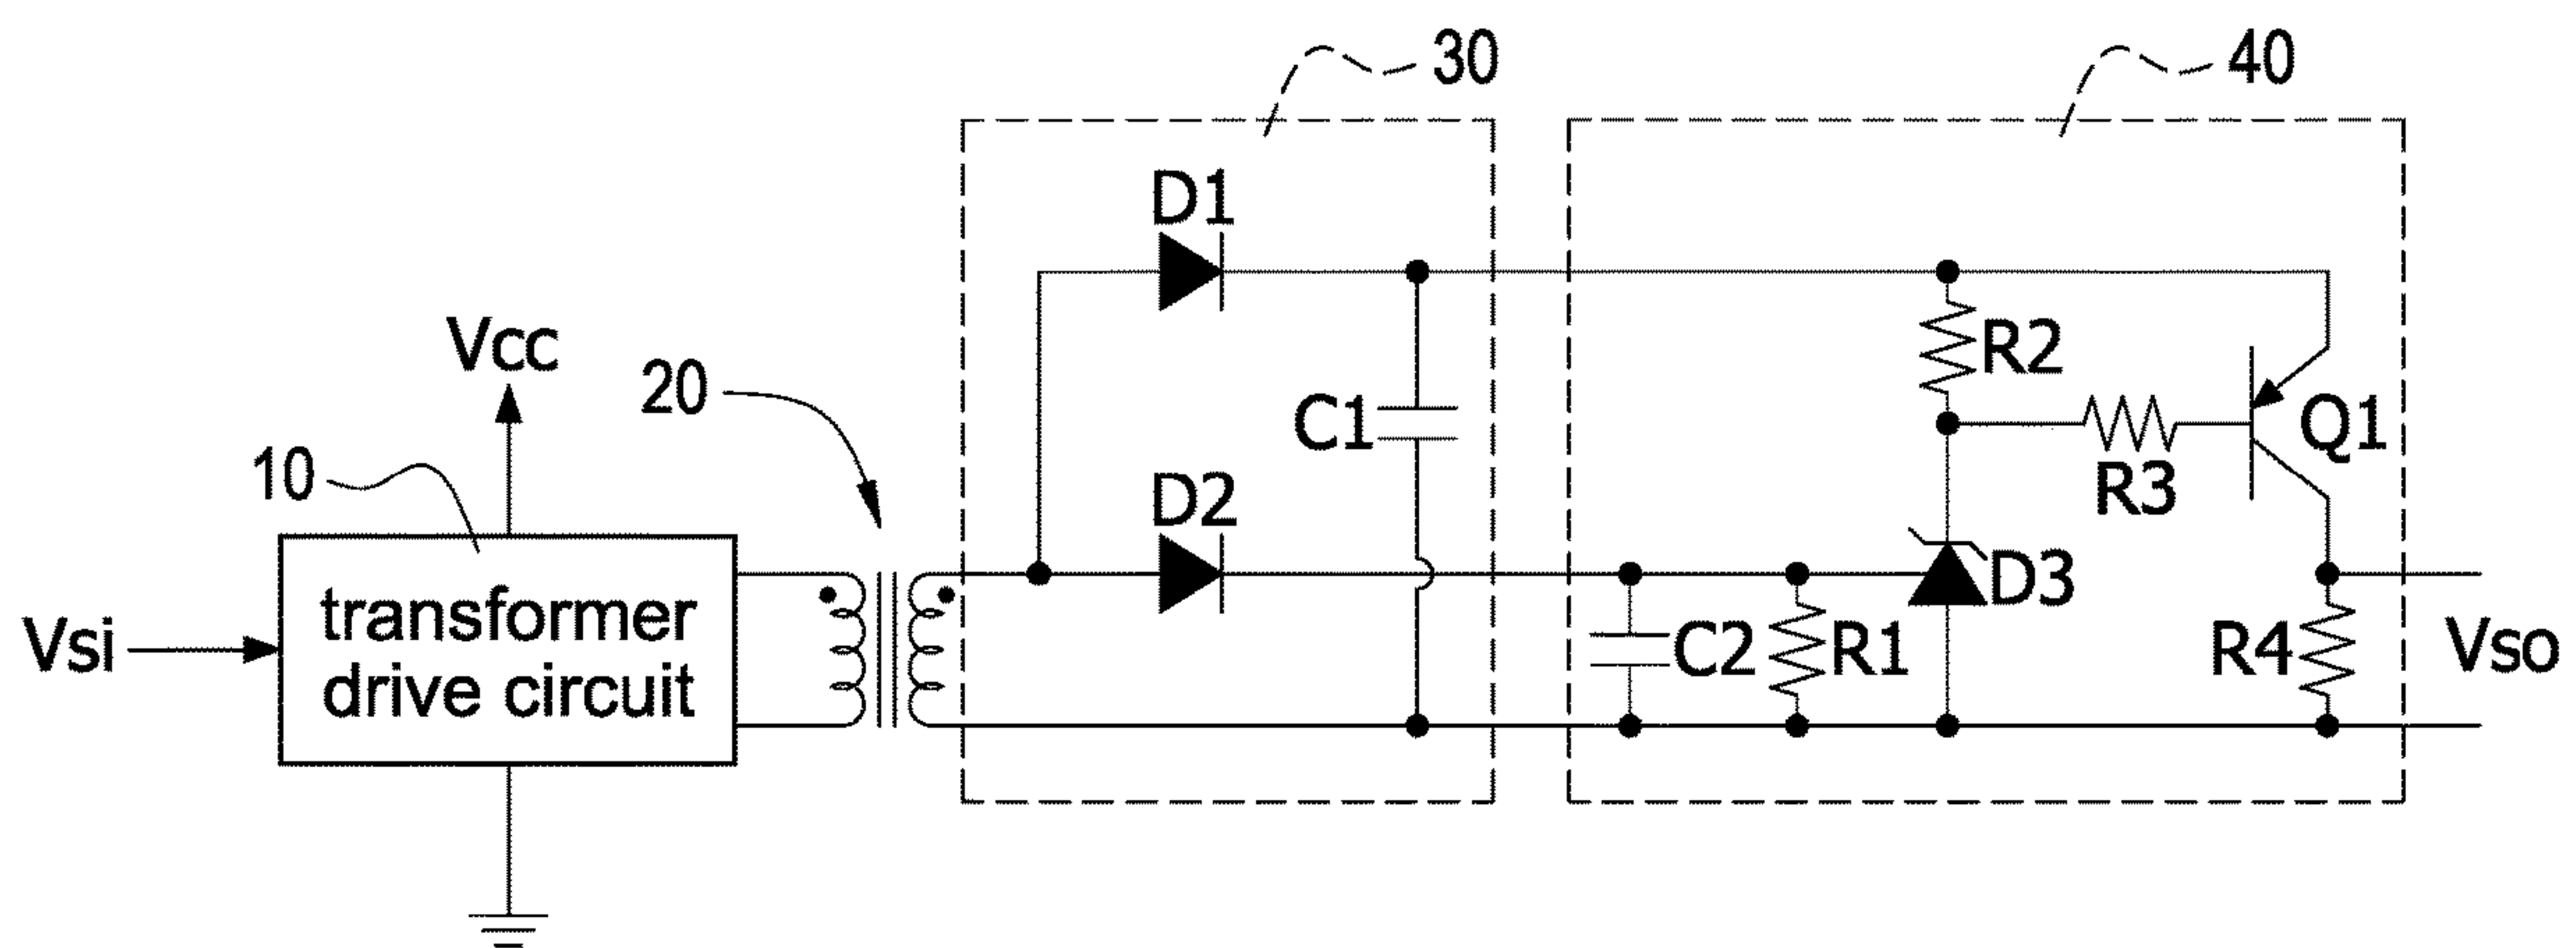 30
40
D1
Vcc
20
R2
C1
Q1
10
R3
D2
D3
transformer
drive circuit
Vsi
C2
R1
R4
Vso